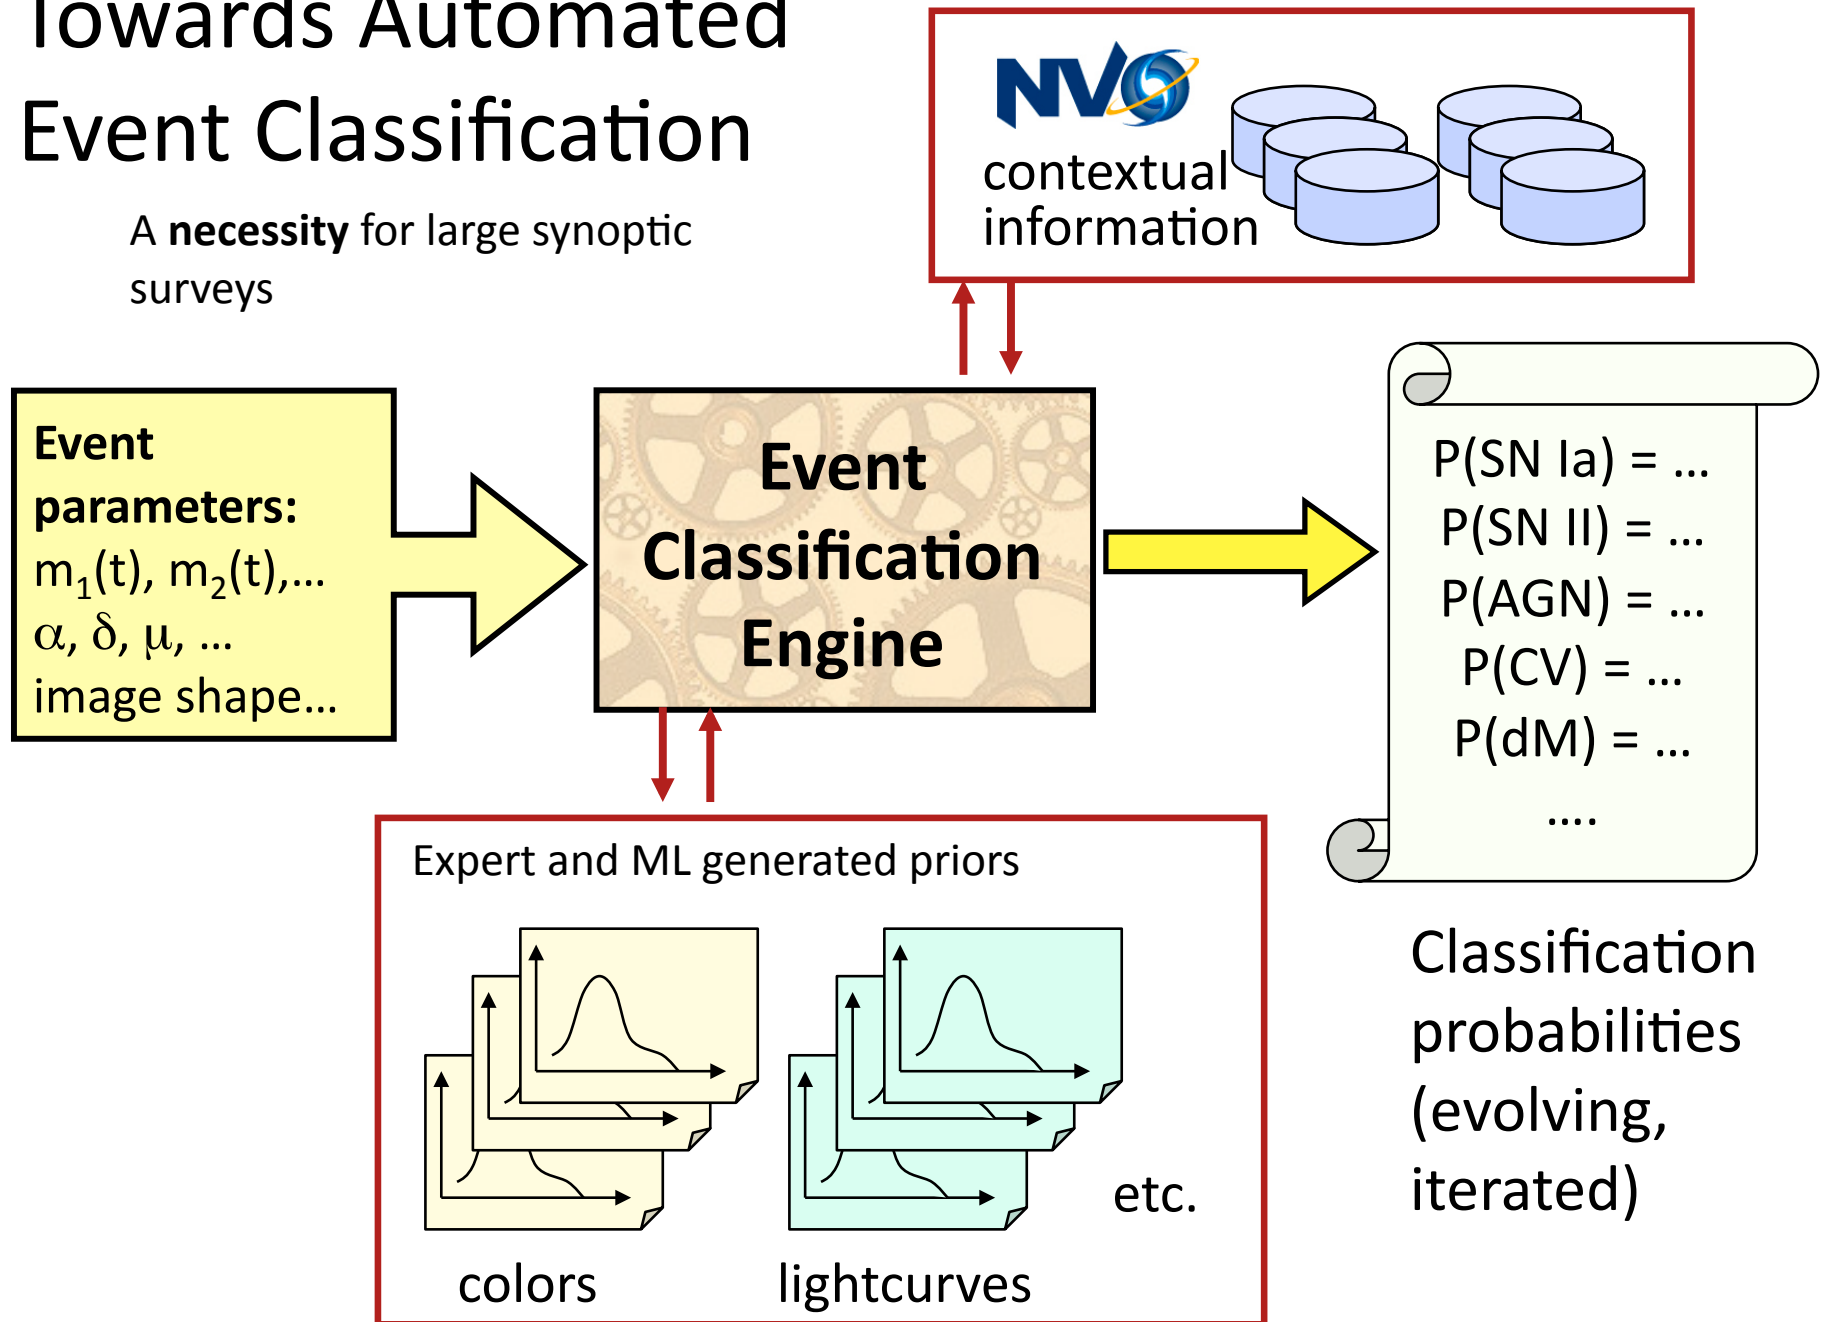 Towards Automated
Event Classification
A necessity for large synoptic
surveys
NVO
contextual
information
Event
parameters:
m₁(t), m₂(t),...
α, δ, μ, ...
image shape...
Event
Classification
Engine
P(SN Ia) = ...
P(SN II) = ...
P(AGN) = ...
P(CV) = ...
P(dM) = ...
....
Classification
probabilities
(evolving,
iterated)
Expert and ML generated priors
etc.
colors
lightcurves